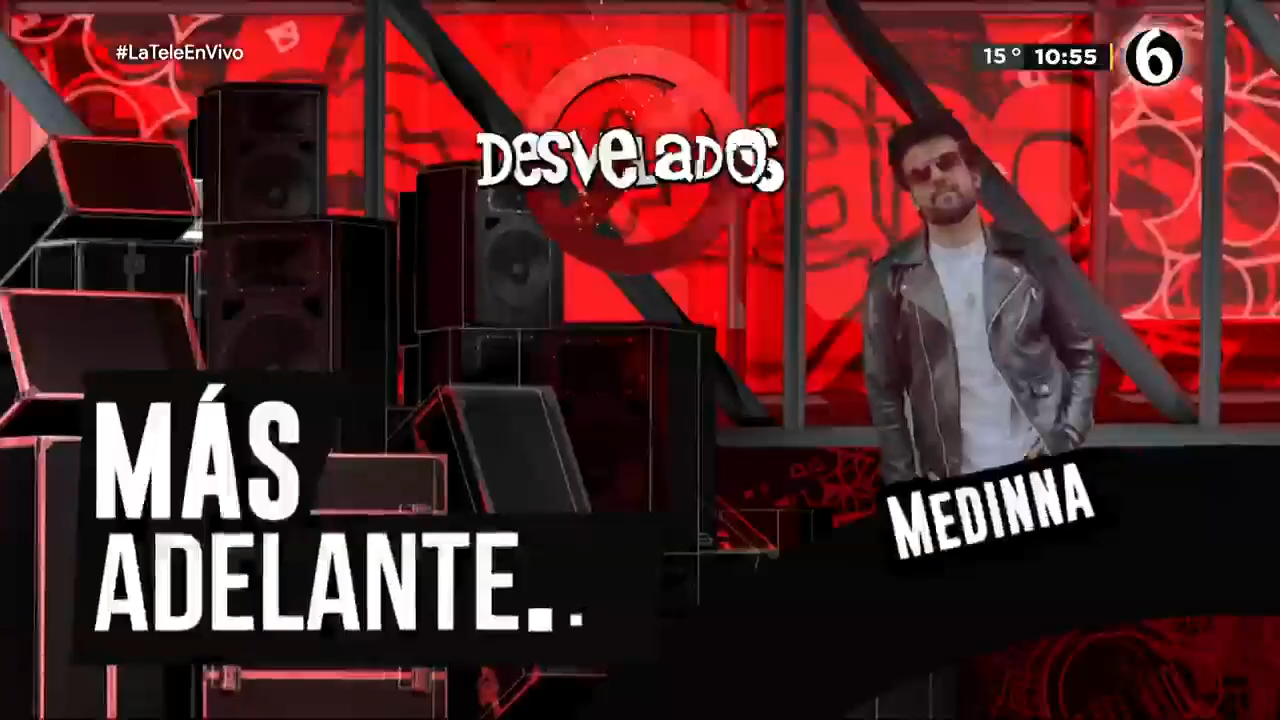 #LaTeleEnVivo
15° 10:55
6
DESVELADOS
MÁS
ADELANTE..
MEDINNA